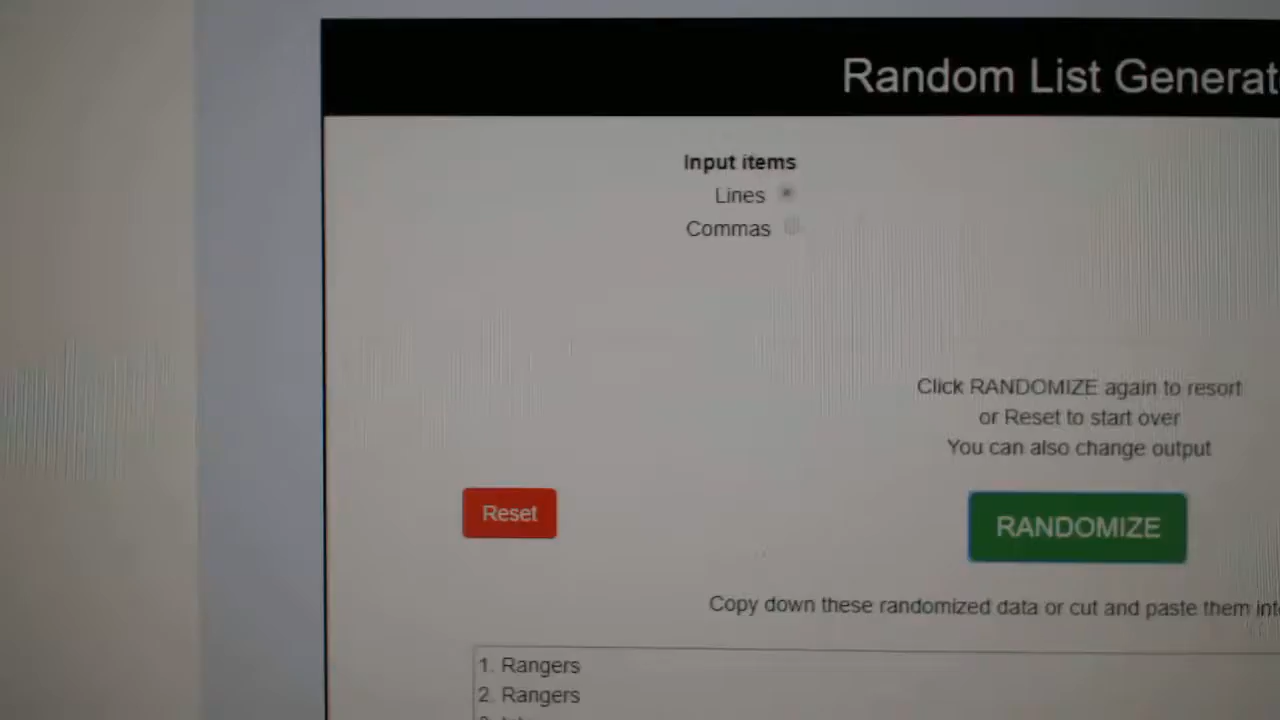 Random List Generat
Input items
Lines
Commas
Click RANDOMIZE again to resort
or Reset to start over
You can also change output
Reset
RANDOMIZE
Copy down these randomized data or cut and paste them int
1. Rangers
2. Rangers